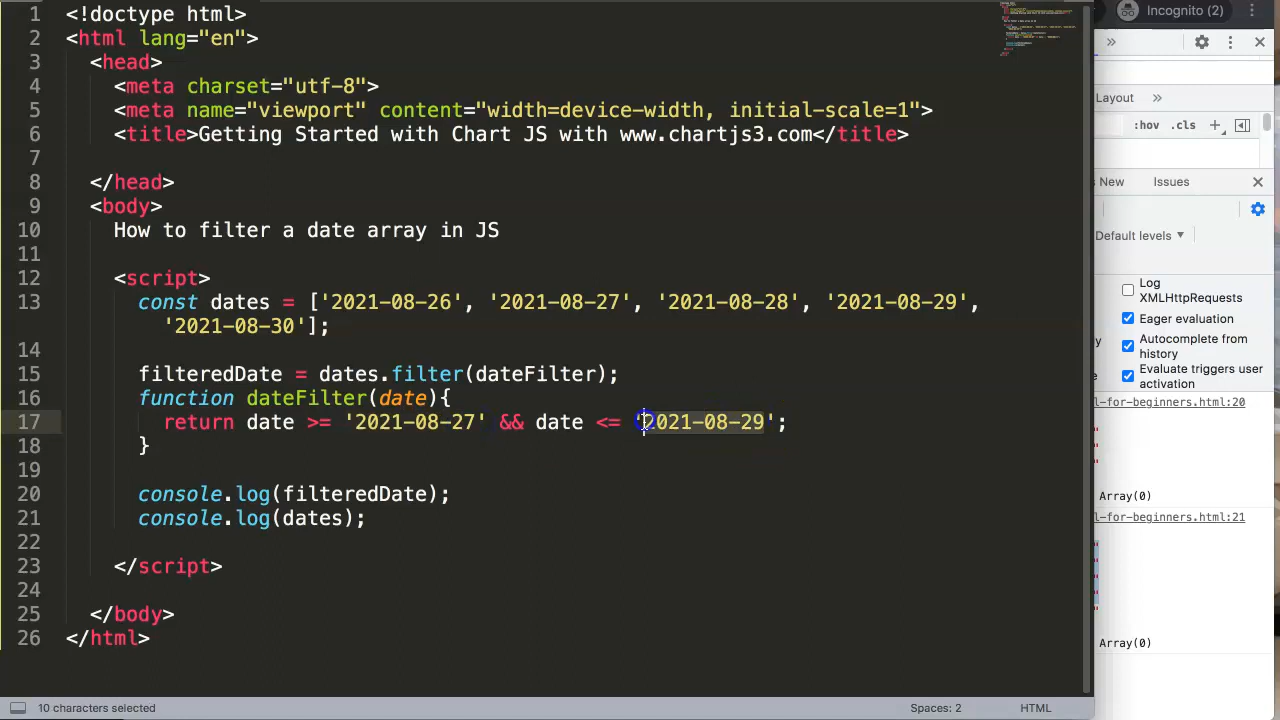 1 <!doctype html>
2 <html lang="en">
3 <head>
4 <meta charset="utf-8">
5 <meta name="viewport" content="width=device-width, initial-scale=1">
6 <title>Getting Started with Chart JS with www.chartjs3.com</title>
7
8 </head>
9 <body>
10 How to filter a date array in JS
11
12 <script>
13 const dates = ['2021-08-26', '2021-08-27', '2021-08-28', '2021-08-29',
'2021-08-30'];
14
15 filteredDate = dates.filter(dateFilter);
16 function dateFilter(date){
17 return date >= '2021-08-27' && date <= '2021-08-29';
18 }
19
20 console.log(filteredDate);
21 console.log(dates);
22
23 </script>
24
25 </body>
26 </html>
10 characters selected
Spaces: 2
HTML
Incognito (2)
Layout
:hov .cls
s New Issues
Default levels
Log
XMLHttpRequests
Eager evaluation
Autocomplete from
history
Evaluate triggers user
activation
l-for-beginners.html:20
Array(0)
l-for-beginners.html:21
Array(0)